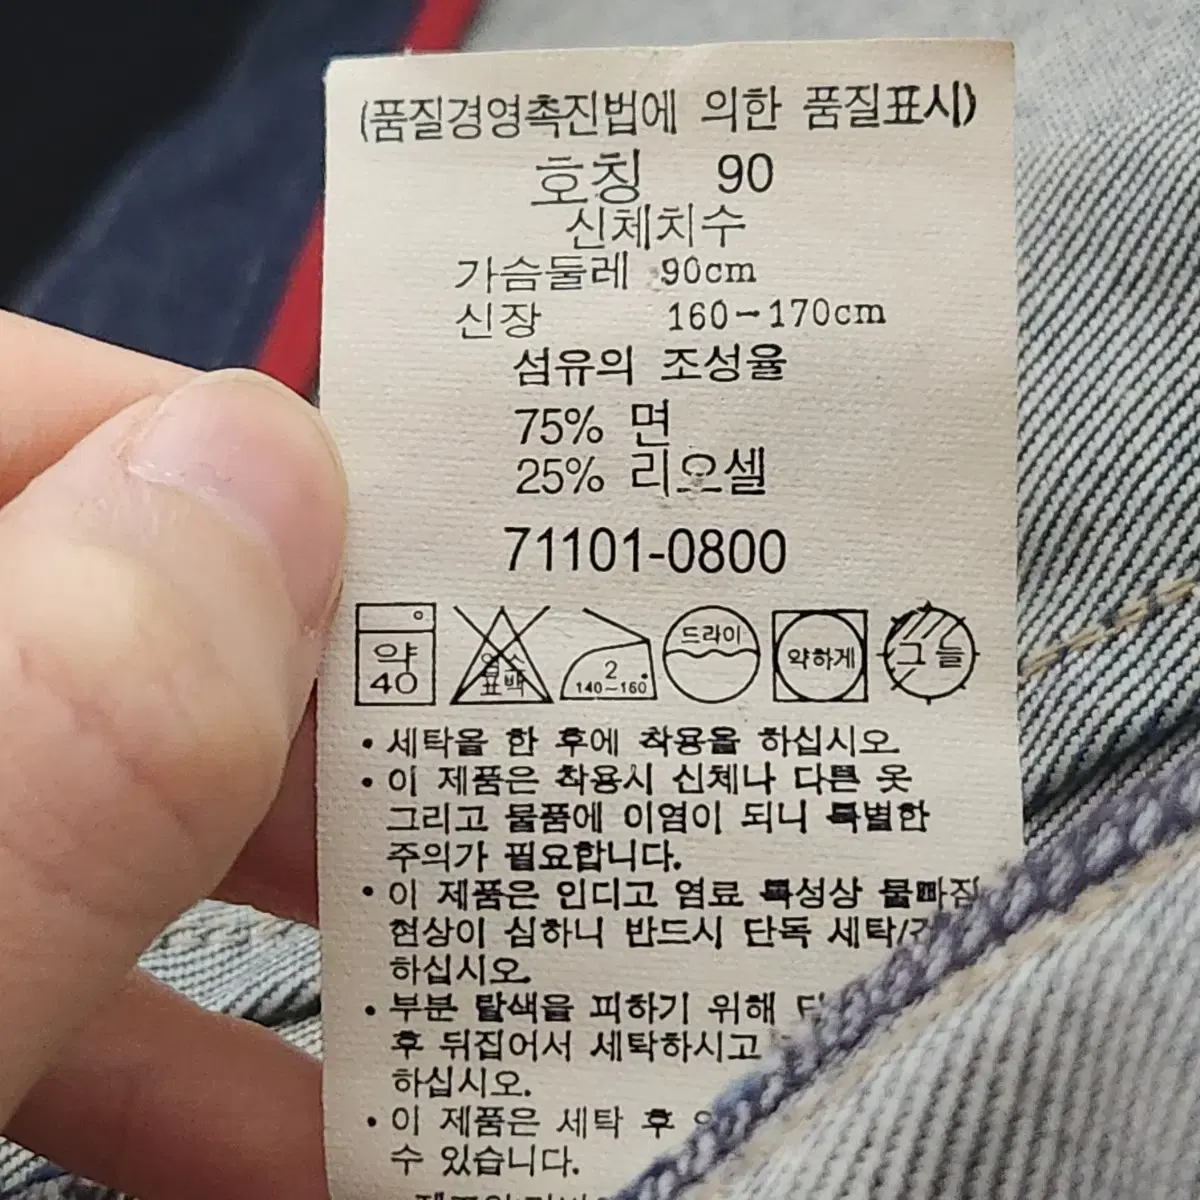 (품질경영촉진법에 의한 품질표시)
호칭 90
신체치수
가슴둘레 90cm
신장 160-170cm
섬유의 조성율
75% 면
25% 리오셀
71101-0800
약 40
염소 표백
2 140~160
드라이
약하게
그늘
• 세탁을 한 후에 착용을 하십시오.
• 이 제품은 착용시 신체나 다른 옷
그리고 물품에 이염이 되니 특별한
주의가 필요합니다.
• 이 제품은 인디고 염료 특성상 물빠짐
현상이 심하니 반드시 단독 세탁/
하십시오.
• 부분 탈색을 피하기 위해
후 뒤집어서 세탁하시고
하십시오.
• 이 제품은 세탁 후
수 있습니다.